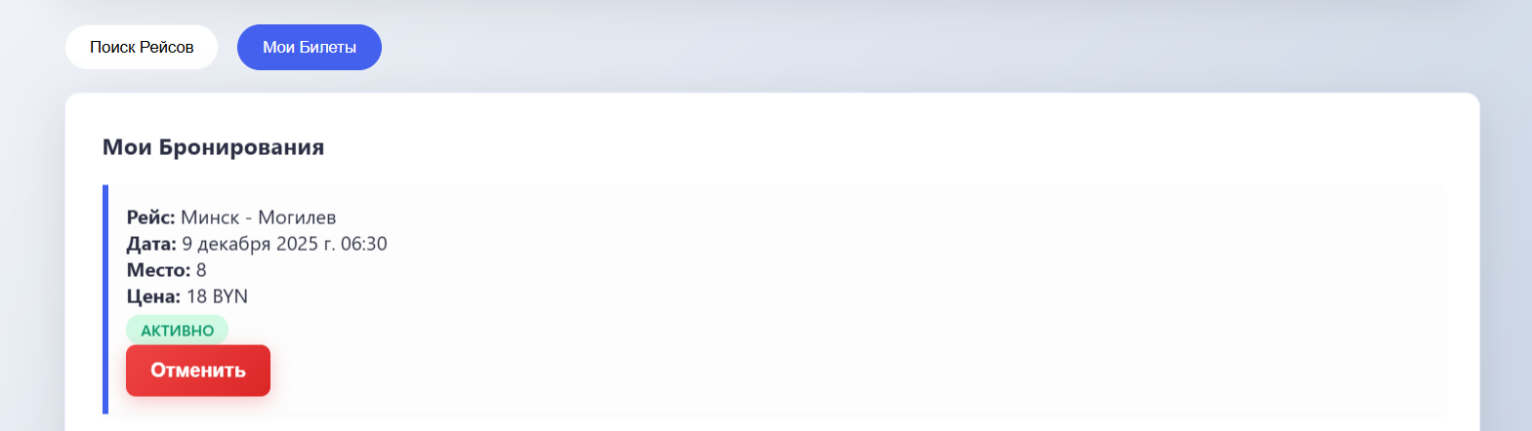 Поиск Рейсов
Мои Билеты
Мои Бронирования
Рейс: Минск - Могилев
Дата: 9 декабря 2025 г. 06:30
Место: 8
Цена: 18 BYN
АКТИВНО
Отменить